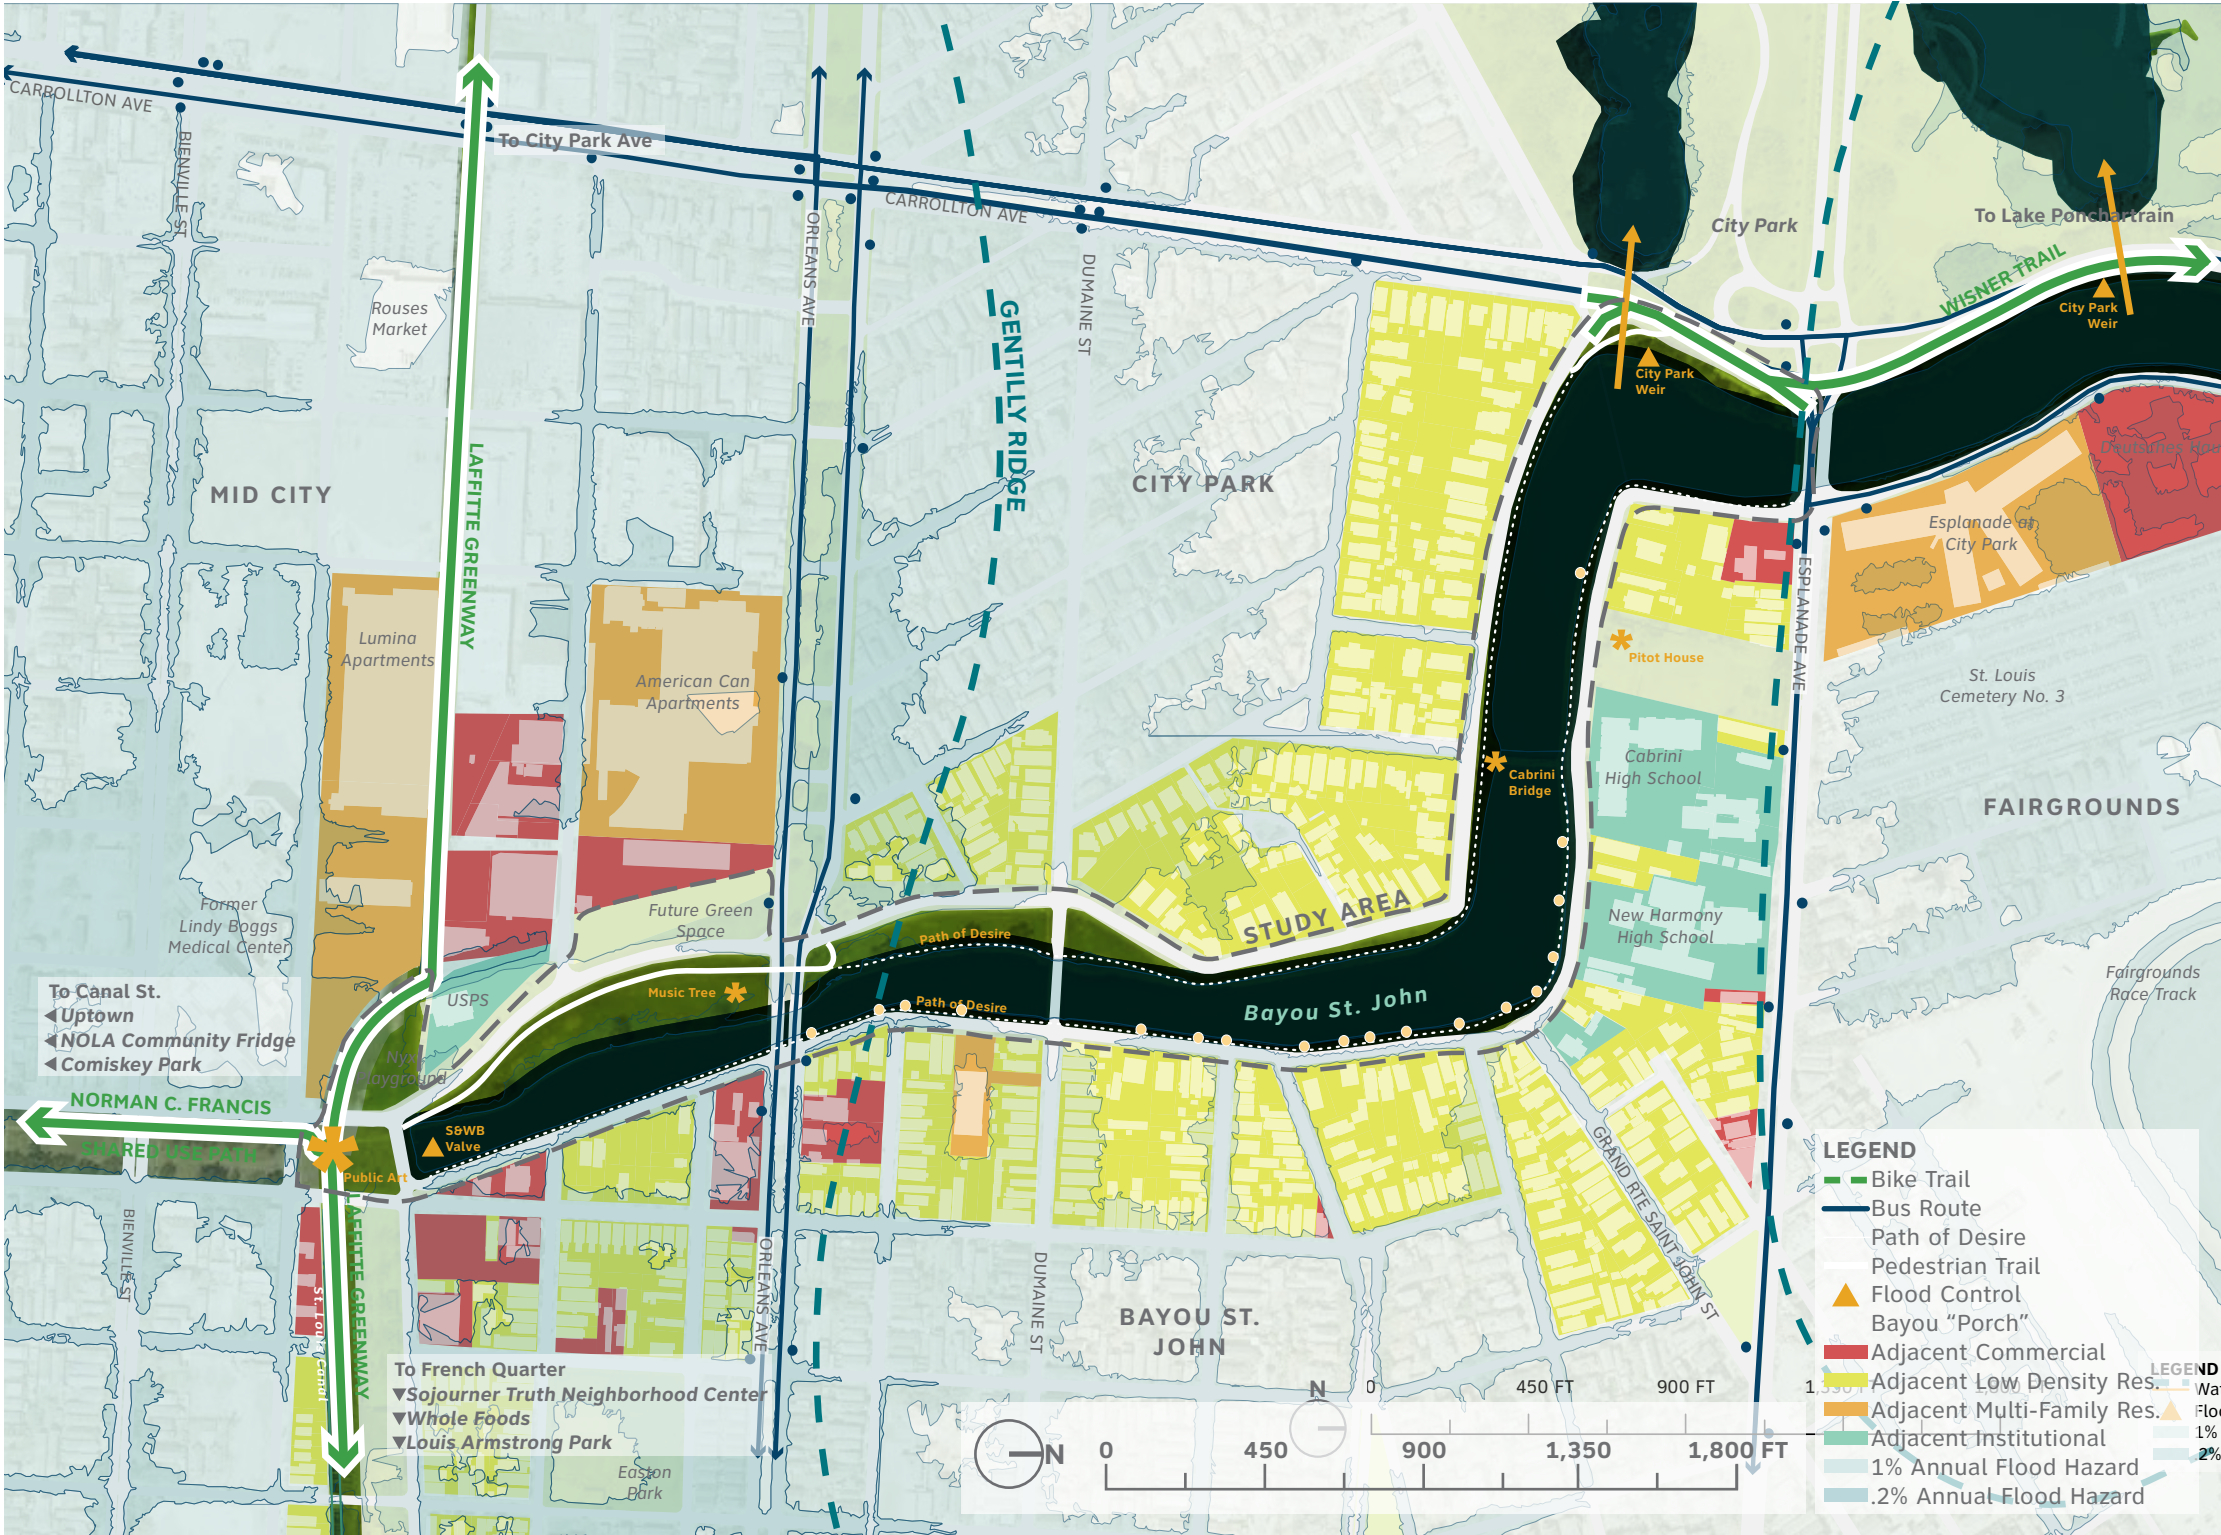 CARROLLTON AVE
BIENVILLE ST
To City Park Ave
ORLEANS AVE
CARROLLTON AVE
DUMAINE ST
City Park
To Lake Ponchartrain
WISNER TRAIL
City Park
Weir
City Park
Weir
Rouses
Market
GENTILLY RIDGE
LAFFITTE GREENWAY
MID CITY
CITY PARK
Esplanade at
City Park
ESPLANADE AVE
Lumina
Apartments
American Can
Apartments
Pitot House
St. Louis
Cemetery No. 3
Cabrini
Bridge
Cabrini
High School
FAIRGROUNDS
Former
Lindy Boggs
Medical Center
Future Green
Space
Path of Desire
STUDY AREA
New Harmony
High School
Fairgrounds
Race Track
To Canal St.
◀Uptown
◀NOLA Community Fridge
◀Comiskey Park
USPS
Music Tree
Path of Desire
Bayou St. John
NORMAN C. FRANCIS
SHARED USE PATH
S&WB
Valve
Public Art
LAFFITE GREENWAY
St. Louis Canal
BIENVILLE ST
ORLEANS AVE
DUMAINE ST
BAYOU ST.
JOHN
GRAND RTE SAINT JOHN ST
To French Quarter
▼Sojourner Truth Neighborhood Center
▼Whole Foods
▼Louis Armstrong Park
Easton
Park
N
0 450 FT 900 FT
N
0 450 900 1,350 1,800 FT
LEGEND
Bike Trail
Bus Route
Path of Desire
Pedestrian Trail
Flood Control
Bayou “Porch”
Adjacent Commercial
Adjacent Low Density Res.
Adjacent Multi-Family Res.
Adjacent Institutional
1% Annual Flood Hazard
.2% Annual Flood Hazard
LEGEND
1%
.2%